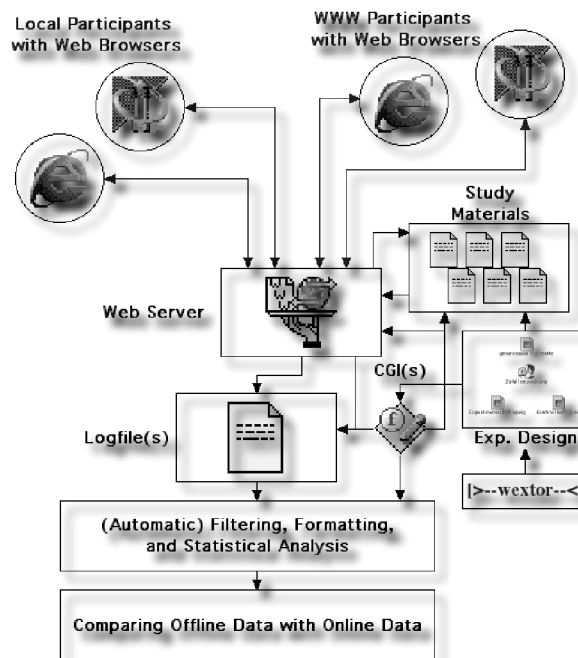 Local Participants
with Web Browsers
WWW Participants
with Web Browsers
Study
Materials
Web Server
CGI(s)
Logfile(s)
Exp. Design
[>--wextor--<
(Automatic) Filtering, Formatting,
and Statistical Analysis
Comparing Offline Data with Online Data